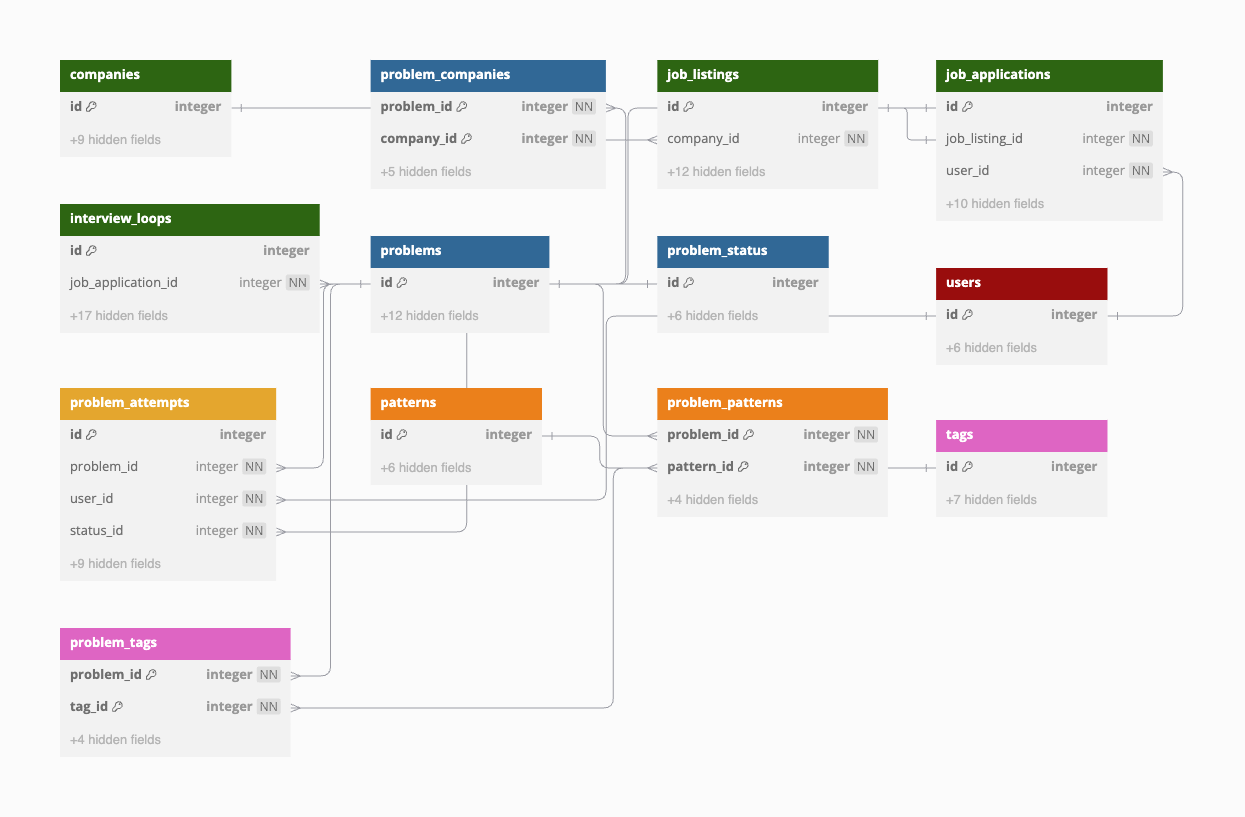 companies
id integer
+9 hidden fields
problem_companies
problem_id integer NN
company_id integer NN
+5 hidden fields
job_listings
id integer
company_id integer NN
+12 hidden fields
job_applications
id integer
job_listing_id integer NN
user_id integer NN
+10 hidden fields
interview_loops
id integer
job_application_id integer NN
+17 hidden fields
problems
id integer
+12 hidden fields
problem_status
id integer
+6 hidden fields
users
id integer
+6 hidden fields
problem_attempts
id integer
problem_id integer NN
user_id integer NN
status_id integer NN
+9 hidden fields
patterns
id integer
+6 hidden fields
problem_patterns
problem_id integer NN
pattern_id integer NN
+4 hidden fields
tags
id integer
+7 hidden fields
problem_tags
problem_id integer NN
tag_id integer NN
+4 hidden fields